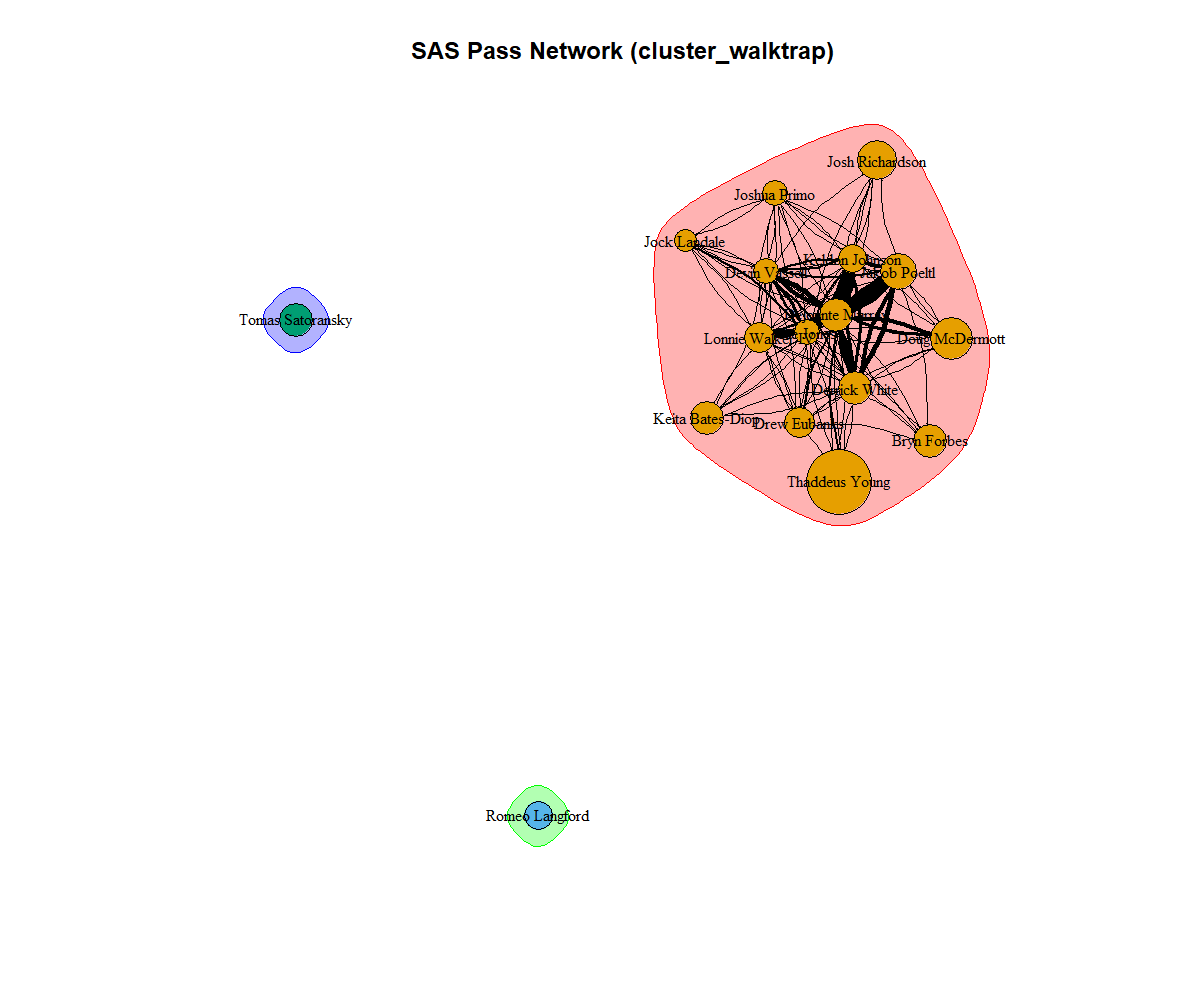 SAS Pass Network (cluster_walktrap)
Josh Richardson
Joshua Primo
Jock Landale
Keldon Johnson
Devin Vassell
Jakob Poeltl
Tomas Satoransky
Dejounte Murray
Lonnie Walker IV
Jones
Doug McDermott
Derrick White
Keita Bates-Diop
Drew Eubanks
Bryn Forbes
Thaddeus Young
Romeo Langford